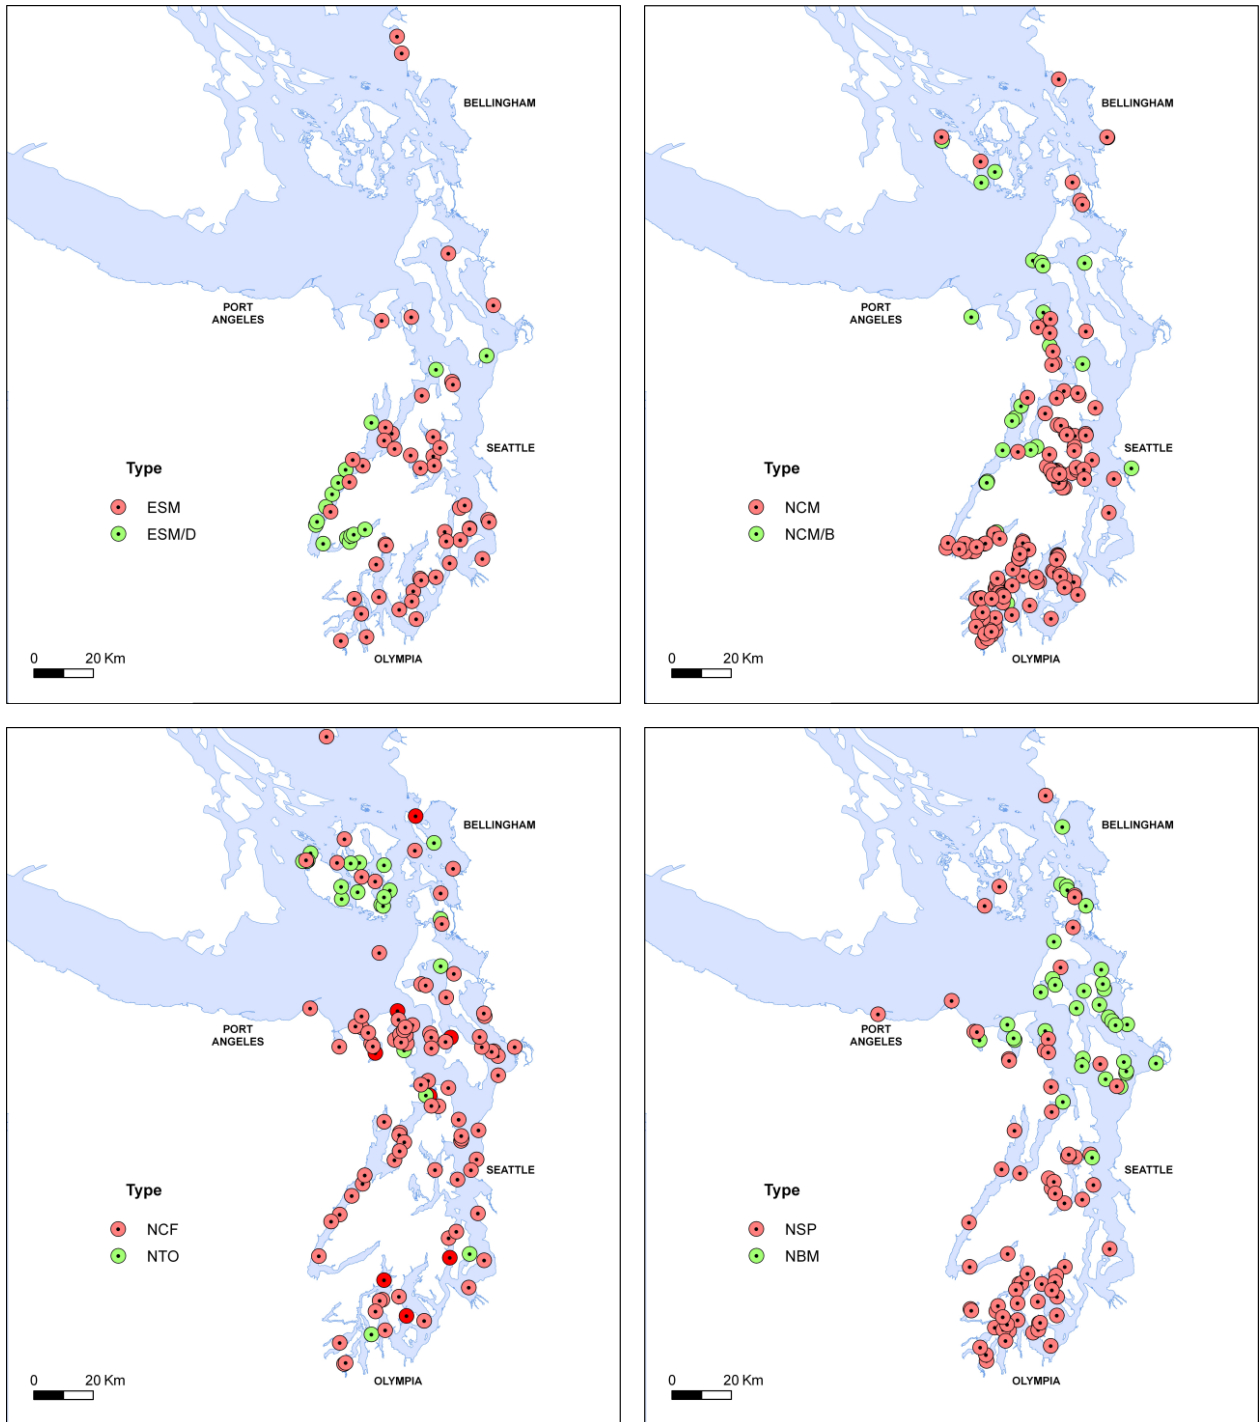 BELLINGHAM
PORT
ANGELES
SEATTLE
Type
ESM
ESM/D
OLYMPIA
0 20 Km
BELLINGHAM
PORT
ANGELES
SEATTLE
Type
NCM
NCM/B
OLYMPIA
0 20 Km
BELLINGHAM
PORT
ANGELES
SEATTLE
Type
NCF
NTO
OLYMPIA
0 20 Km
BELLINGHAM
PORT
ANGELES
SEATTLE
Type
NSP
NBM
OLYMPIA
0 20 Km